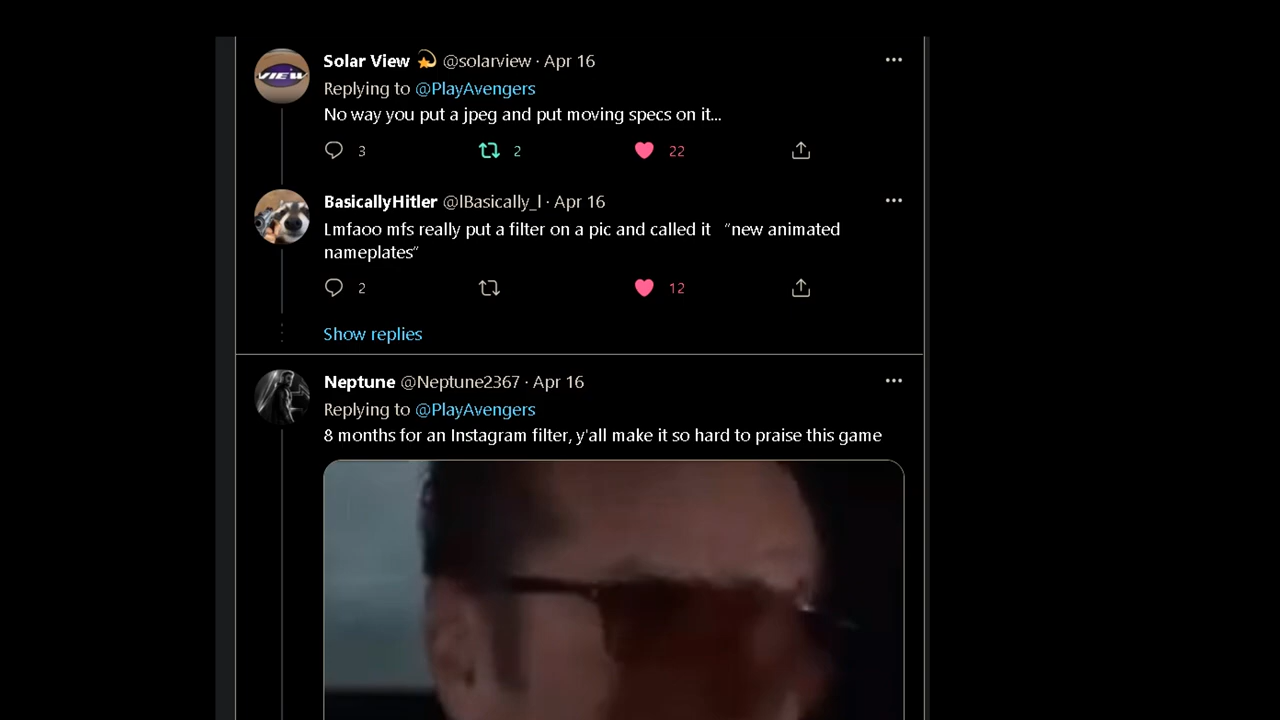 VIEW
Solar View 💫 @solarview · Apr 16
Replying to @PlayAvengers
No way you put a jpeg and put moving specs on it...
3 2 22
BasicallyHitler @lBasically_l · Apr 16
Lmfaoo mfs really put a filter on a pic and called it “new animated
nameplates”
2 12
Show replies
Neptune @Neptune2367 · Apr 16
Replying to @PlayAvengers
8 months for an Instagram filter, y'all make it so hard to praise this game